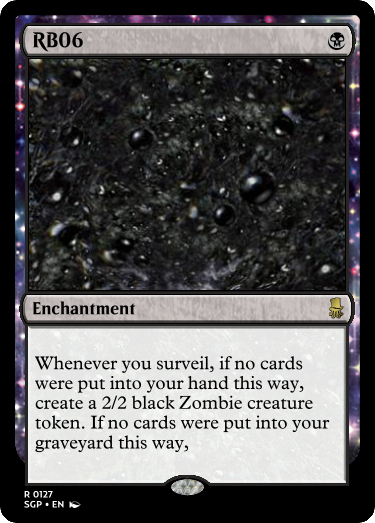 RB06
Enchantment
Whenever you surveil, if no cards
were put into your hand this way,
create a 2/2 black Zombie creature
token. If no cards were put into your
graveyard this way,
R 0127
SGP • EN